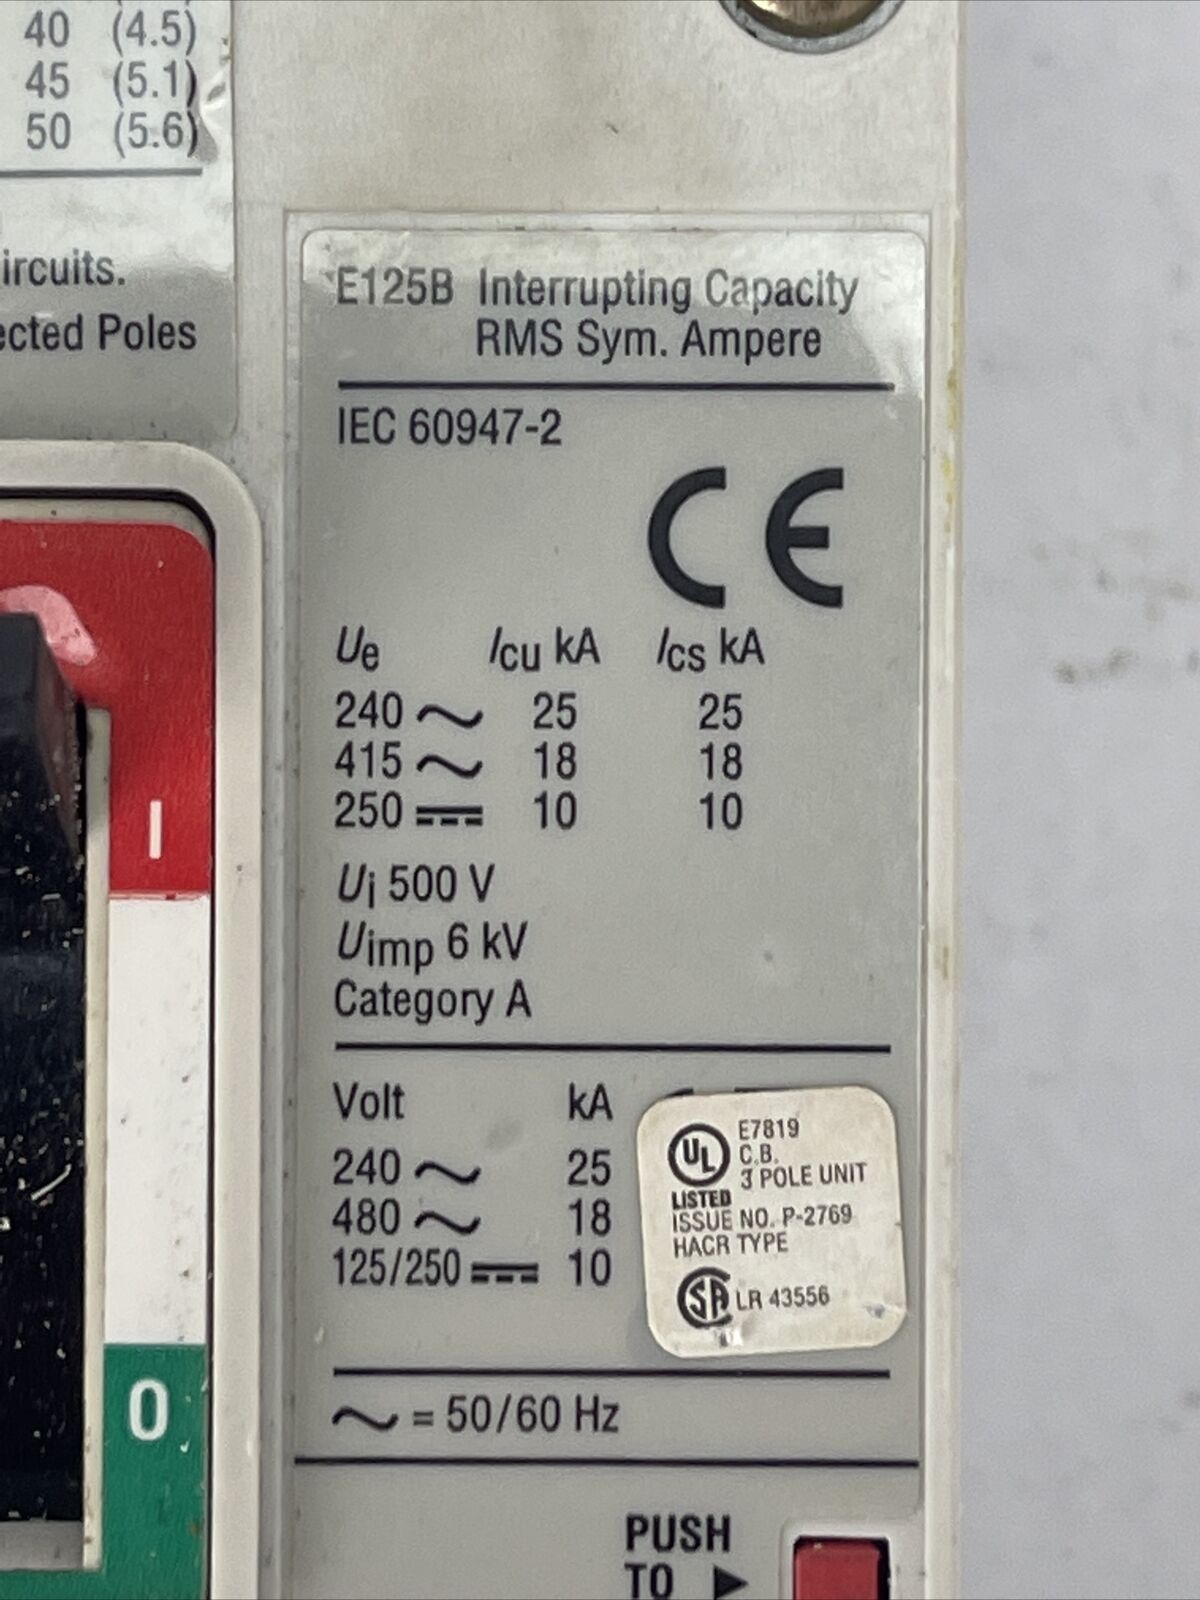 40 (4.5)
45 (5.1)
50 (5.6)
ircuits.
ected Poles
E125B Interrupting Capacity
RMS Sym. Ampere
IEC 60947-2
CE
Ue Icu kA Ics kA
240 ~ 25 25
415 ~ 18 18
250 ⎓ 10 10
Ui 500 V
Uimp 6 kV
Category A
Volt kA
240 ~ 25
480 ~ 18
125/250 ⎓ 10
UL E7819
C.B.
3 POLE UNIT
LISTED
ISSUE NO. P-2769
HACR TYPE
SA LR 43556
~ = 50/60 Hz
PUSH
TO ►
I
0